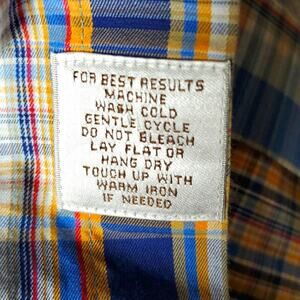 FOR BEST RESULTS
MACHINE
WASH COLD
GENTLE CYCLE
DO NOT BLEACH
LAY FLAT OR
HANG DRY
TOUCH UP WITH
WARM IRON
IF NEEDED